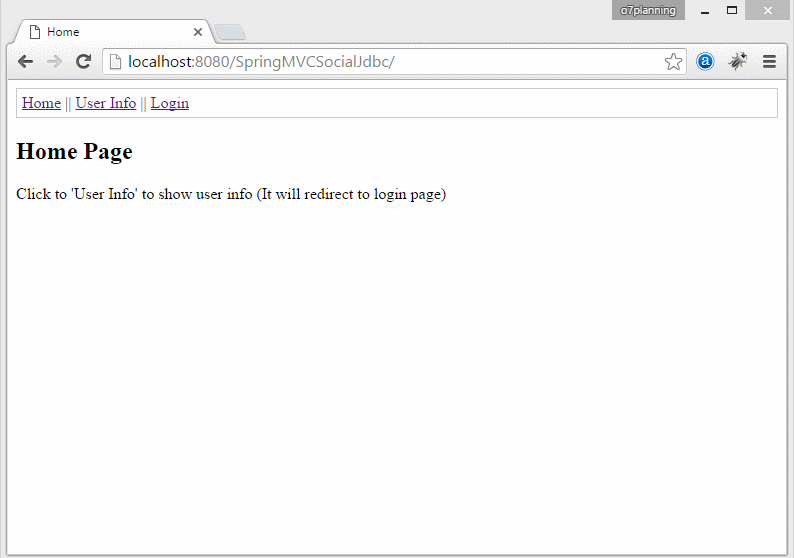 o7planning
Home
localhost:8080/SpringMVCSocialJdbc/
a
Home || User Info || Login
Home Page
Click to 'User Info' to show user info (It will redirect to login page)